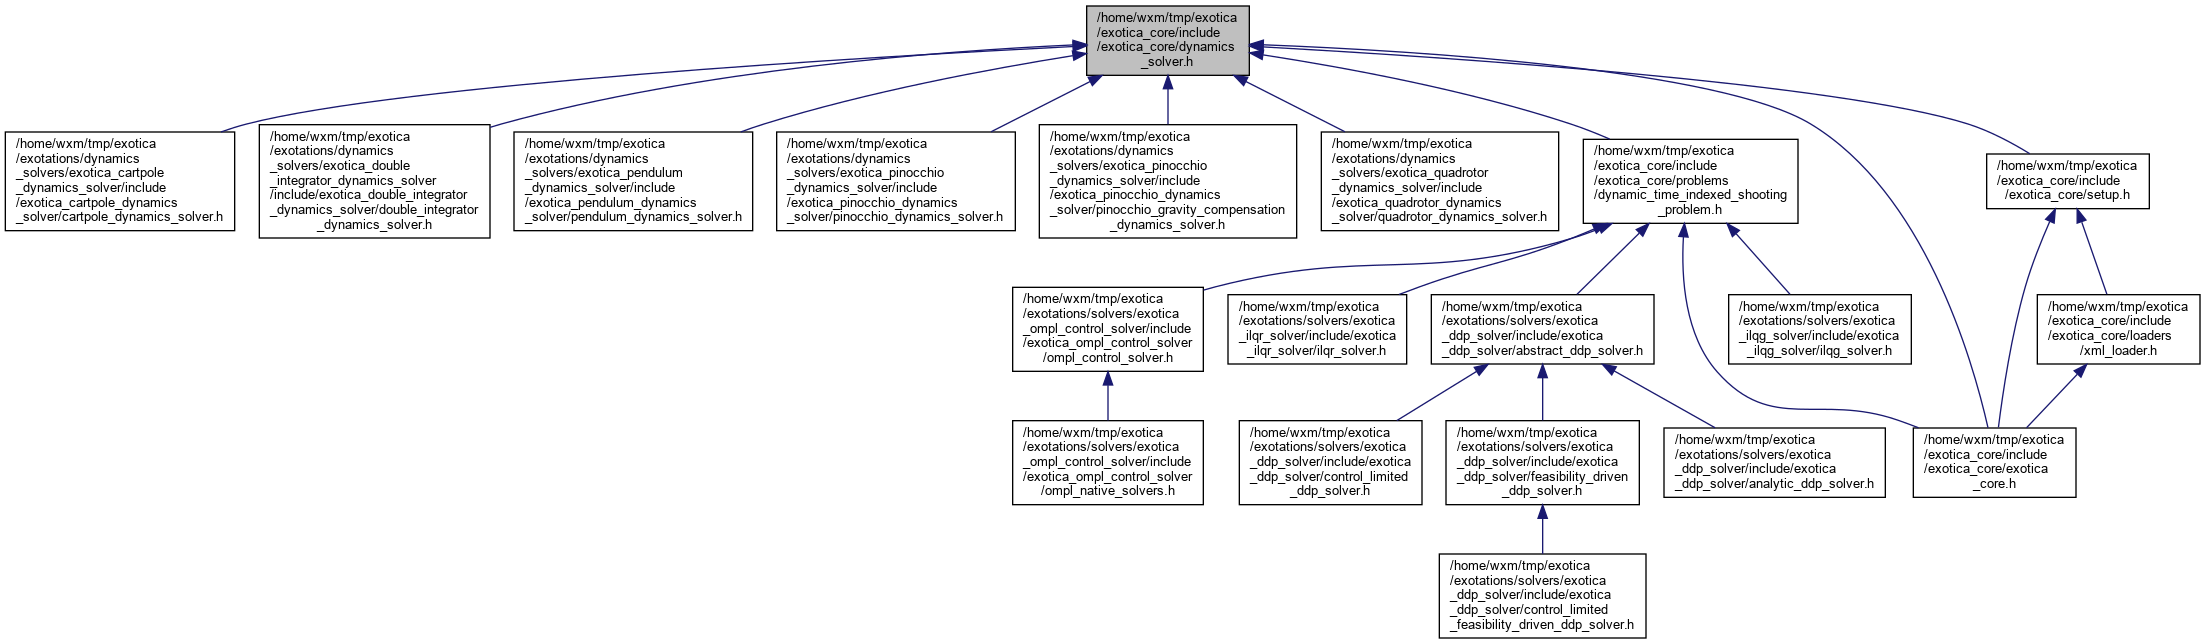 /home/wxm/tmp/exotica
/exotica_core/include
/exotica_core/dynamics
_solver.h
/home/wxm/tmp/exotica
/exotations/dynamics
_solvers/exotica_cartpole
_dynamics_solver/include
/exotica_cartpole_dynamics
_solver/cartpole_dynamics_solver.h
/home/wxm/tmp/exotica
/exotations/dynamics
_solvers/exotica_double
_integrator_dynamics_solver
/include/exotica_double_integrator
_dynamics_solver/double_integrator
_dynamics_solver.h
/home/wxm/tmp/exotica
/exotations/dynamics
_solvers/exotica_pendulum
_dynamics_solver/include
/exotica_pendulum_dynamics
_solver/pendulum_dynamics_solver.h
/home/wxm/tmp/exotica
/exotations/dynamics
_solvers/exotica_pinocchio
_dynamics_solver/include
/exotica_pinocchio_dynamics
_solver/pinocchio_dynamics_solver.h
/home/wxm/tmp/exotica
/exotations/dynamics
_solvers/exotica_pinocchio
_dynamics_solver/include
/exotica_pinocchio_dynamics
_solver/pinocchio_gravity_compensation
_dynamics_solver.h
/home/wxm/tmp/exotica
/exotations/dynamics
_solvers/exotica_quadrotor
_dynamics_solver/include
/exotica_quadrotor_dynamics
_solver/quadrotor_dynamics_solver.h
/home/wxm/tmp/exotica
/exotica_core/include
/exotica_core/problems
/dynamic_time_indexed_shooting
_problem.h
/home/wxm/tmp/exotica
/exotica_core/include
/exotica_core/setup.h
/home/wxm/tmp/exotica
/exotations/solvers/exotica
_ompl_control_solver/include
/exotica_ompl_control_solver
/ompl_control_solver.h
/home/wxm/tmp/exotica
/exotations/solvers/exotica
_ilqr_solver/include/exotica
_ilqr_solver/ilqr_solver.h
/home/wxm/tmp/exotica
/exotations/solvers/exotica
_ddp_solver/include/exotica
_ddp_solver/abstract_ddp_solver.h
/home/wxm/tmp/exotica
/exotations/solvers/exotica
_ilqg_solver/include/exotica
_ilqg_solver/ilqg_solver.h
/home/wxm/tmp/exotica
/exotica_core/include
/exotica_core/loaders
/xml_loader.h
/home/wxm/tmp/exotica
/exotations/solvers/exotica
_ompl_control_solver/include
/exotica_ompl_control_solver
/ompl_native_solvers.h
/home/wxm/tmp/exotica
/exotations/solvers/exotica
_ddp_solver/include/exotica
_ddp_solver/control_limited
_ddp_solver.h
/home/wxm/tmp/exotica
/exotations/solvers/exotica
_ddp_solver/include/exotica
_ddp_solver/feasibility_driven
_ddp_solver.h
/home/wxm/tmp/exotica
/exotations/solvers/exotica
_ddp_solver/include/exotica
_ddp_solver/analytic_ddp_solver.h
/home/wxm/tmp/exotica
/exotica_core/include
/exotica_core/exotica
_core.h
/home/wxm/tmp/exotica
/exotations/solvers/exotica
_ddp_solver/include/exotica
_ddp_solver/control_limited
_feasibility_driven_ddp_solver.h